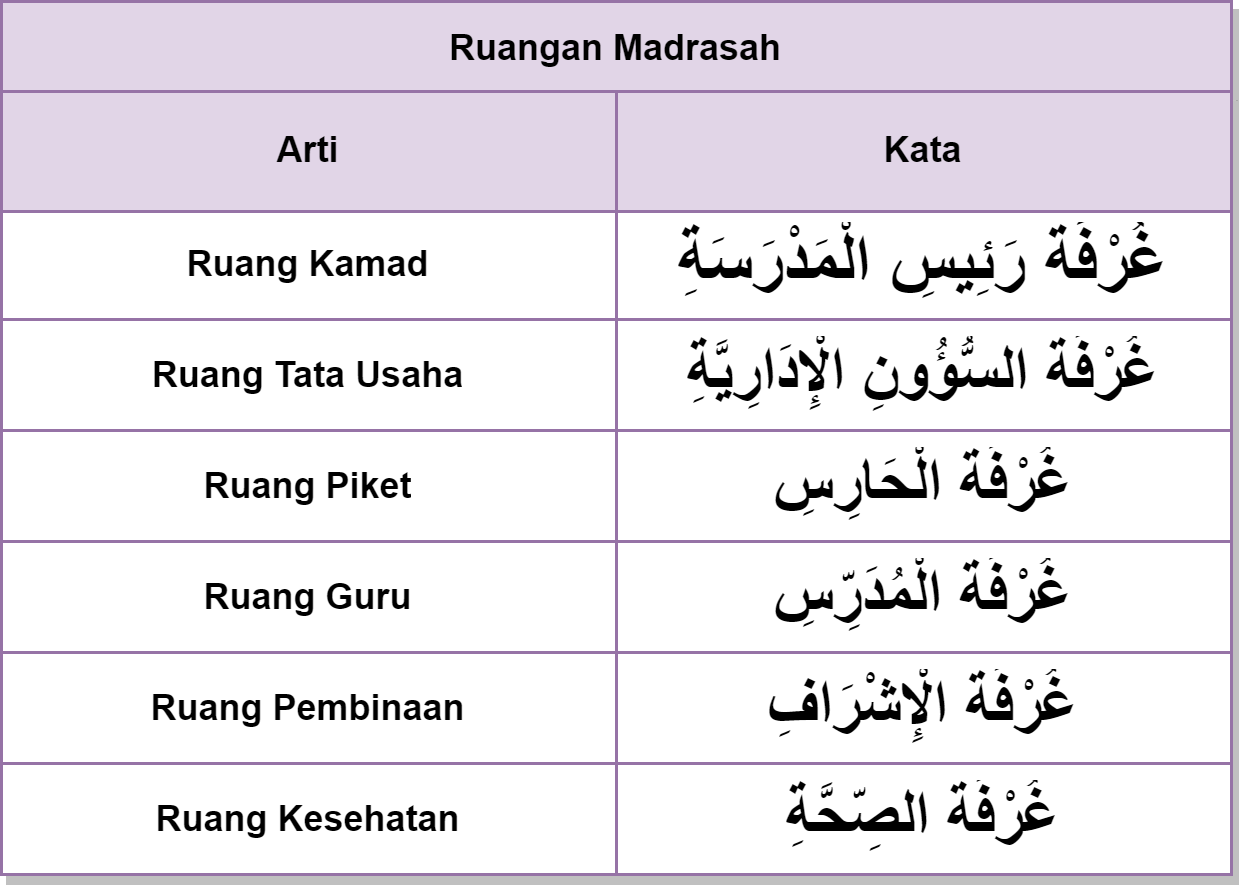 Ruangan Madrasah
Arti Kata
Ruang Kamad غُرْفَة رَئِيسِ الْمَدْرَسَةِ
Ruang Tata Usaha غُرْفَة السُّؤُونِ الْإِدَارِيَّةِ
Ruang Piket غُرْفَة الْحَارِسِ
Ruang Guru غُرْفَة الْمُدَرِّسِ
Ruang Pembinaan غُرْفَة الْإِشْرَافِ
Ruang Kesehatan غُرْفَة الصِّحَّةِ